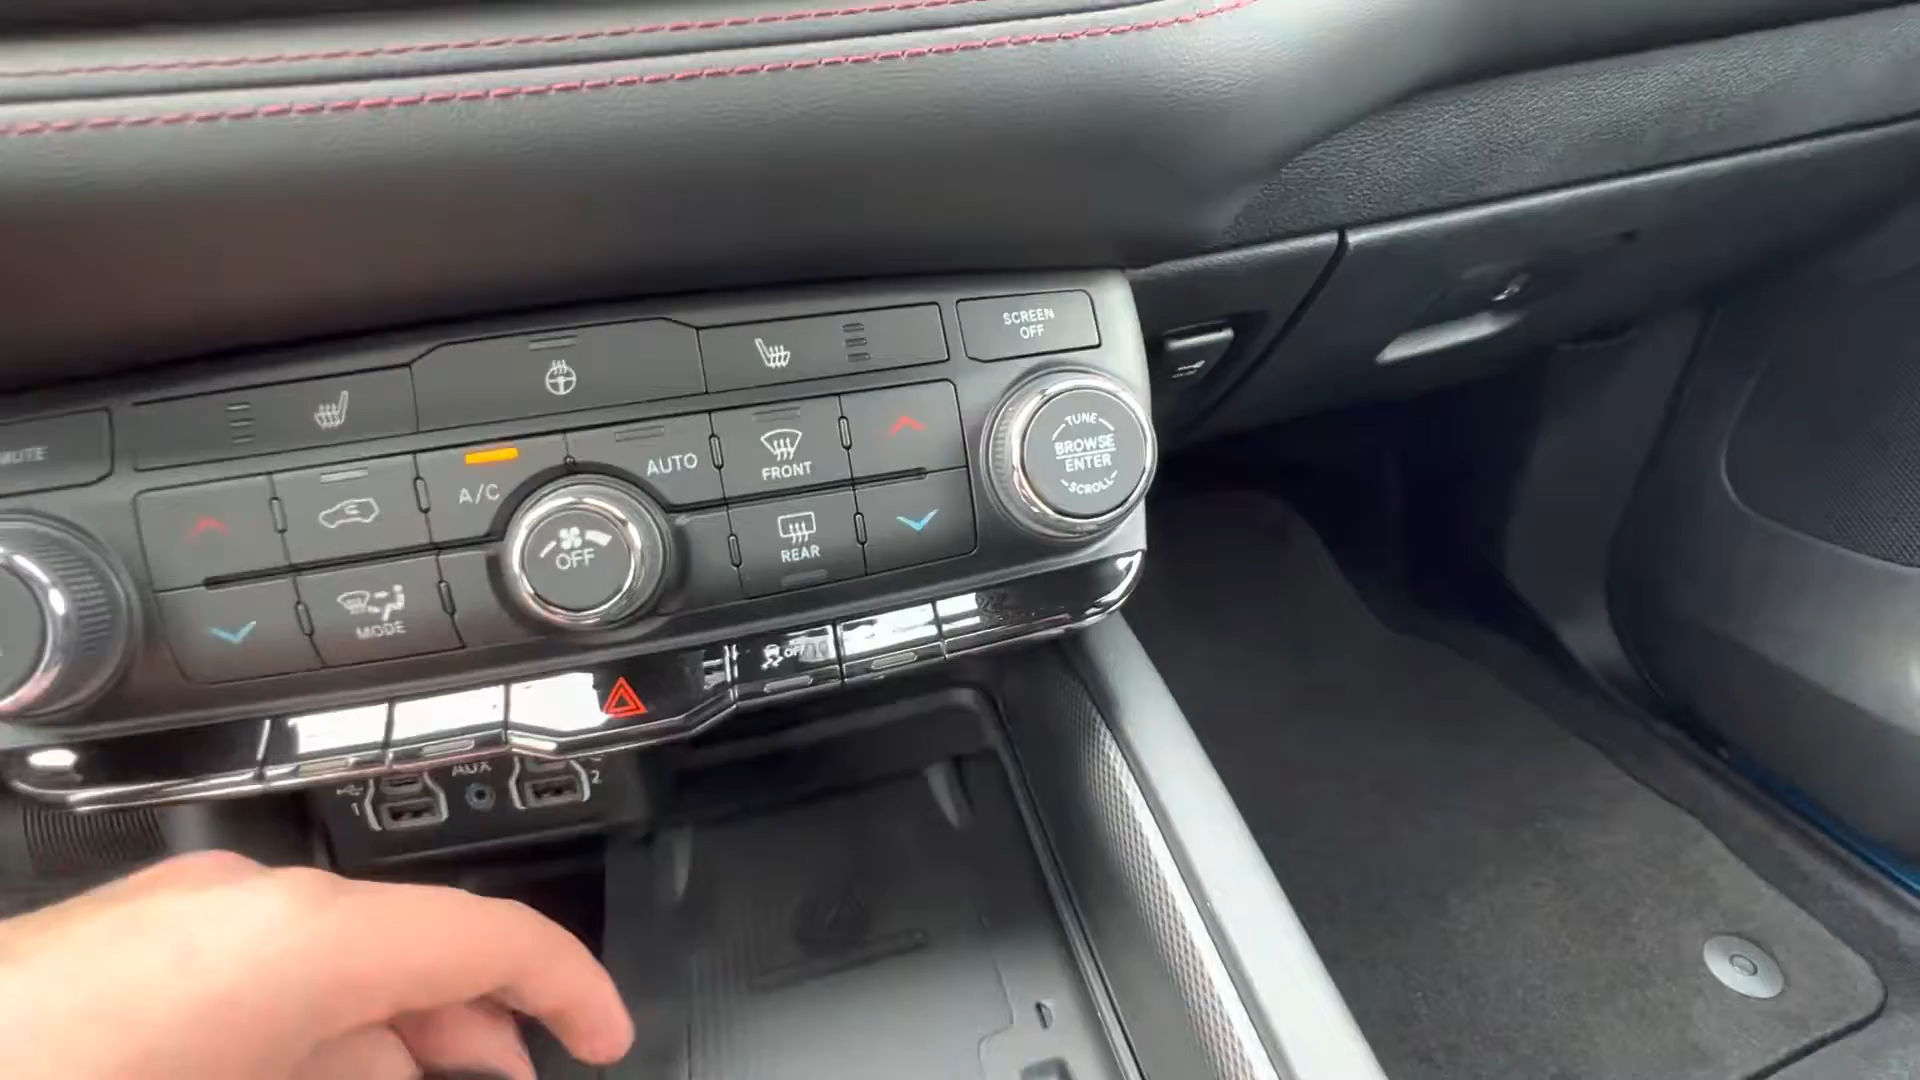 SCREEN
OFF
MUTE
TUNE
BROWSE
ENTER
SCROLL
A/C
AUTO
FRONT
OFF
REAR
MODE
OFF
AUX
1
2